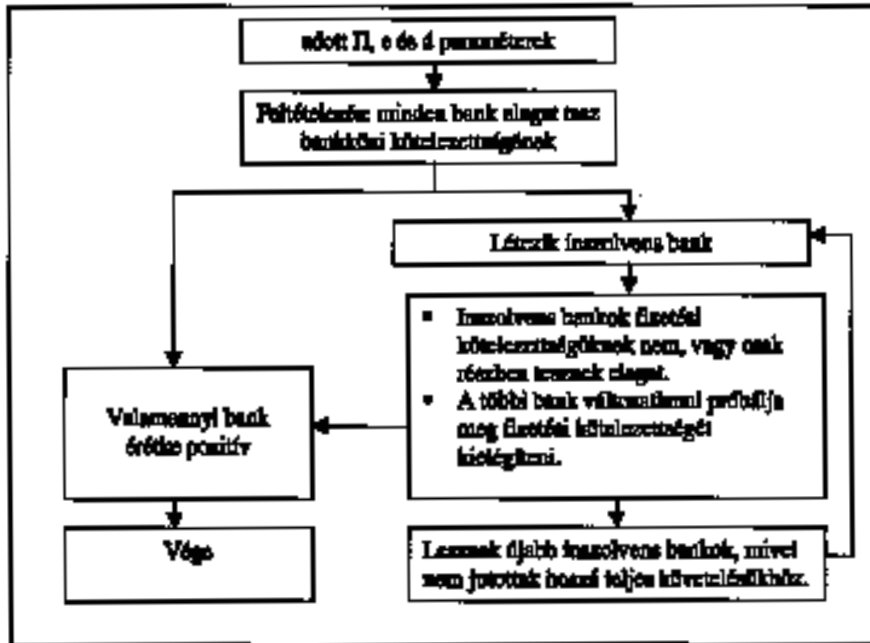 adott Π, e és d paraméterek
Feltételezés: minden bank eleget tesz
bankközi kötelezettségének
Létezik inszolvens bank
▪ Inszolvens bankok fizetési
kötelezettségüknek nem, vagy csak
részben tesznek eleget.
▪ A többi bank változatlanul próbálja
meg fizetési kötelezettségét
kielégíteni.
Valamennyi bank
érétke pozitív
Vége
Lesznek újabb inszolvens bankok, mivel
nem jutottak hozzá teljes követelésükhöz.